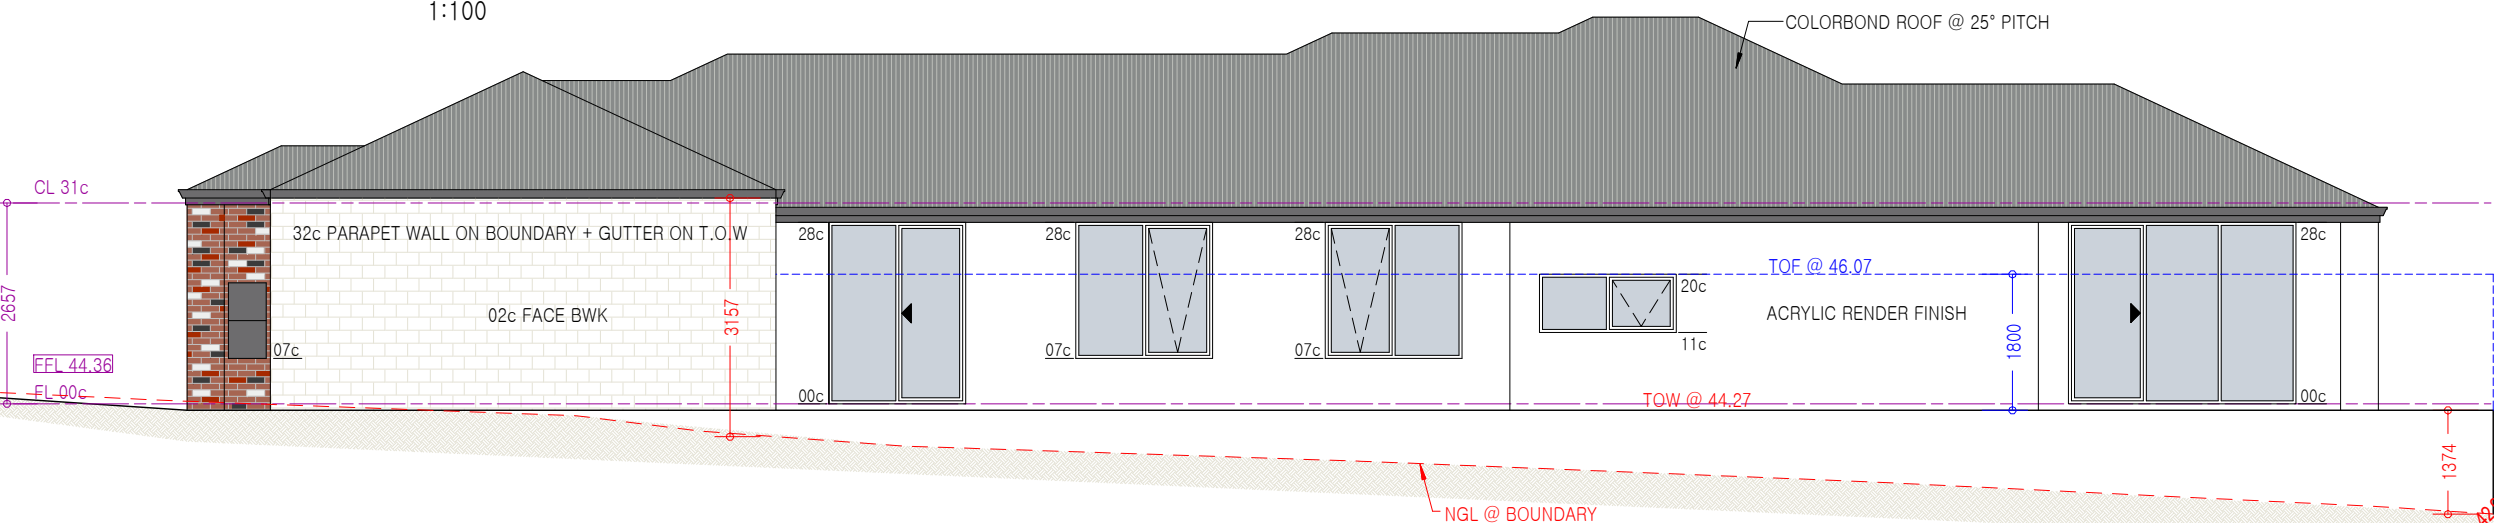 1:100
COLORBOND ROOF @ 25° PITCH
CL 31c
32c PARAPET WALL ON BOUNDARY + GUTTER ON T.O.W
28c
28c
28c
28c
TOF @ 46.07
20c
2657
02c FACE BWK
3157
ACRYLIC RENDER FINISH
1800
11c
07c
07c
07c
FFL 44.36
FL 00c
00c
TOW @ 44.27
00c
1374
NGL @ BOUNDARY